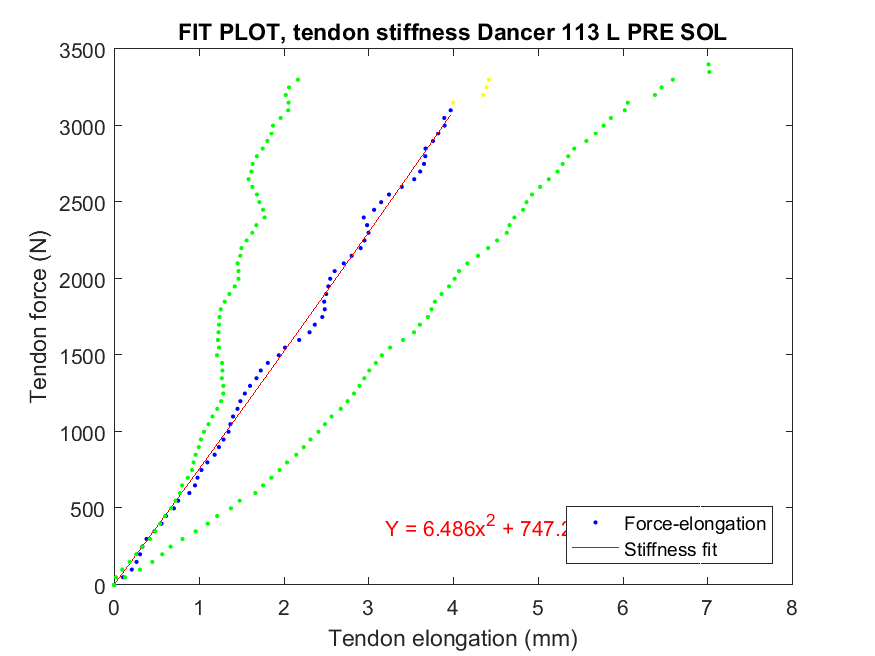 FIT PLOT, tendon stiffness Dancer 113 L PRE SOL
3500
3000
2500
2000
1500
1000
500
0
Tendon force (N)
Y = 6.486x² + 747.2
Force-elongation
Stiffness fit
0 1 2 3 4 5 6 7 8
Tendon elongation (mm)